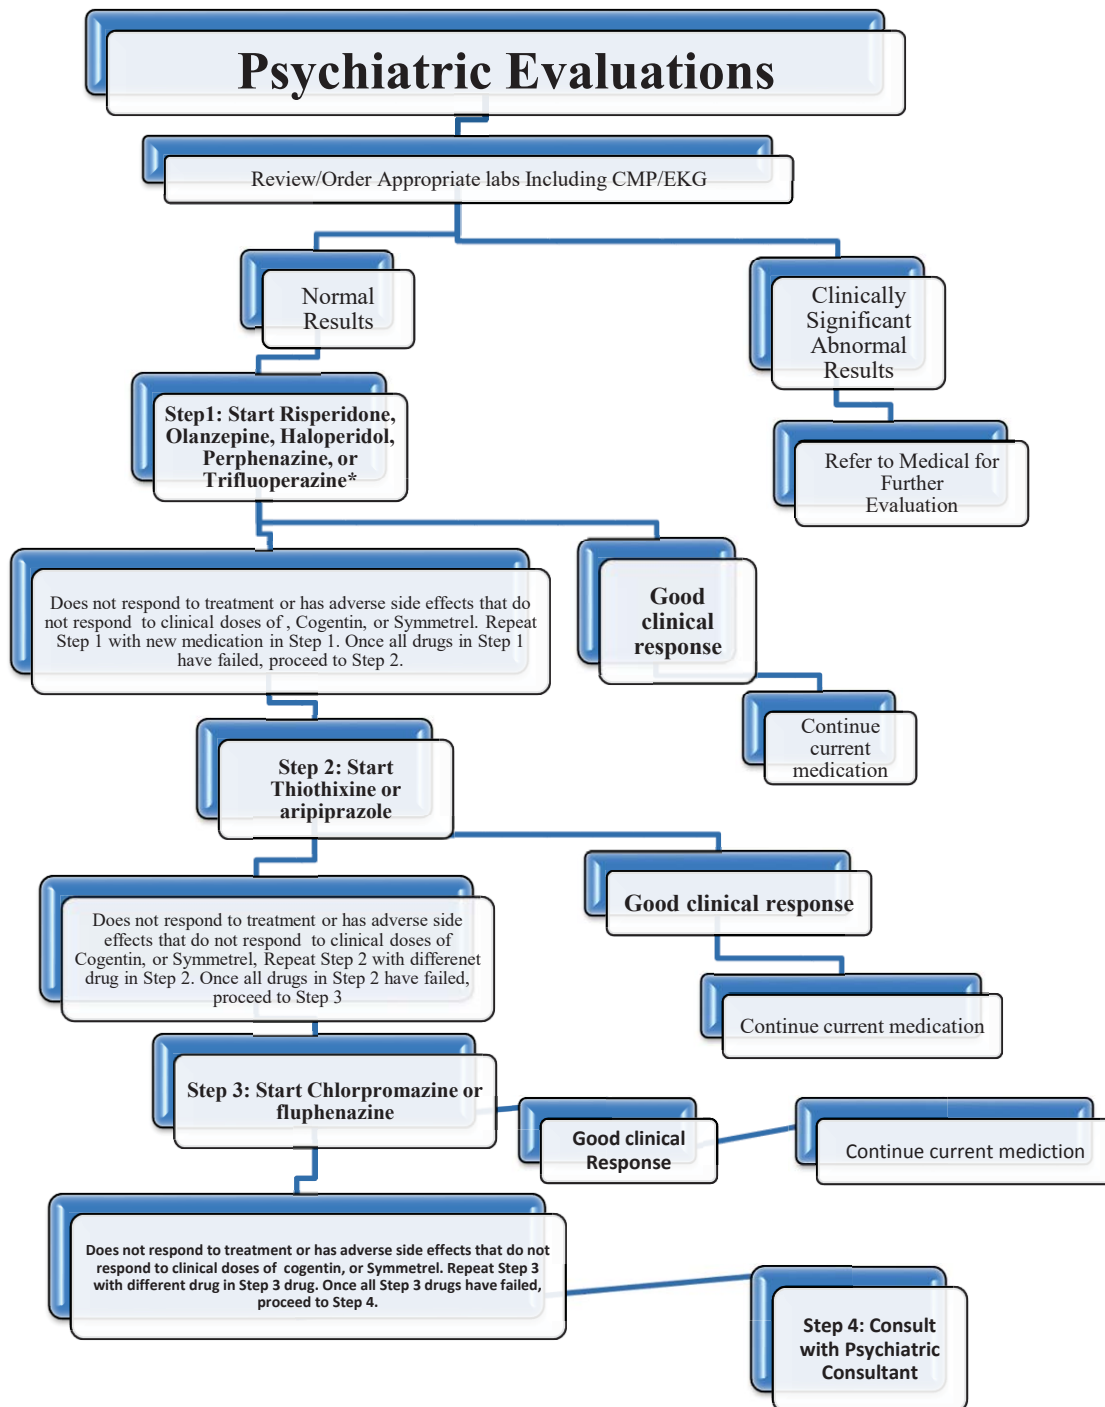 Psychiatric Evaluations
Review/Order Appropriate labs Including CMP/EKG
Normal
Results
Clinically
Significant
Abnormal
Results
Step1: Start Risperidone,
Olanzepine, Haloperidol,
Perphenazine, or
Trifluoperazine*
Refer to Medical for
Further
Evaluation
Does not respond to treatment or has adverse side effects that do
not respond to clinical doses of , Cogentin, or Symmetrel. Repeat
Step 1 with new medication in Step 1. Once all drugs in Step 1
have failed, proceed to Step 2.
Good
clinical
response
Continue
current
medication
Step 2: Start
Thiothixine or
aripiprazole
Good clinical response
Does not respond to treatment or has adverse side
effects that do not respond to clinical doses of
Cogentin, or Symmetrel, Repeat Step 2 with differenet
drug in Step 2. Once all drugs in Step 2 have failed,
proceed to Step 3
Continue current medication
Step 3: Start Chlorpromazine or
fluphenazine
Good clinical
Response
Continue current mediction
Does not respond to treatment or has adverse side effects that do not
respond to clinical doses of cogentin, or Symmetrel. Repeat Step 3
with different drug in Step 3 drug. Once all Step 3 drugs have failed,
proceed to Step 4.
Step 4: Consult
with Psychiatric
Consultant